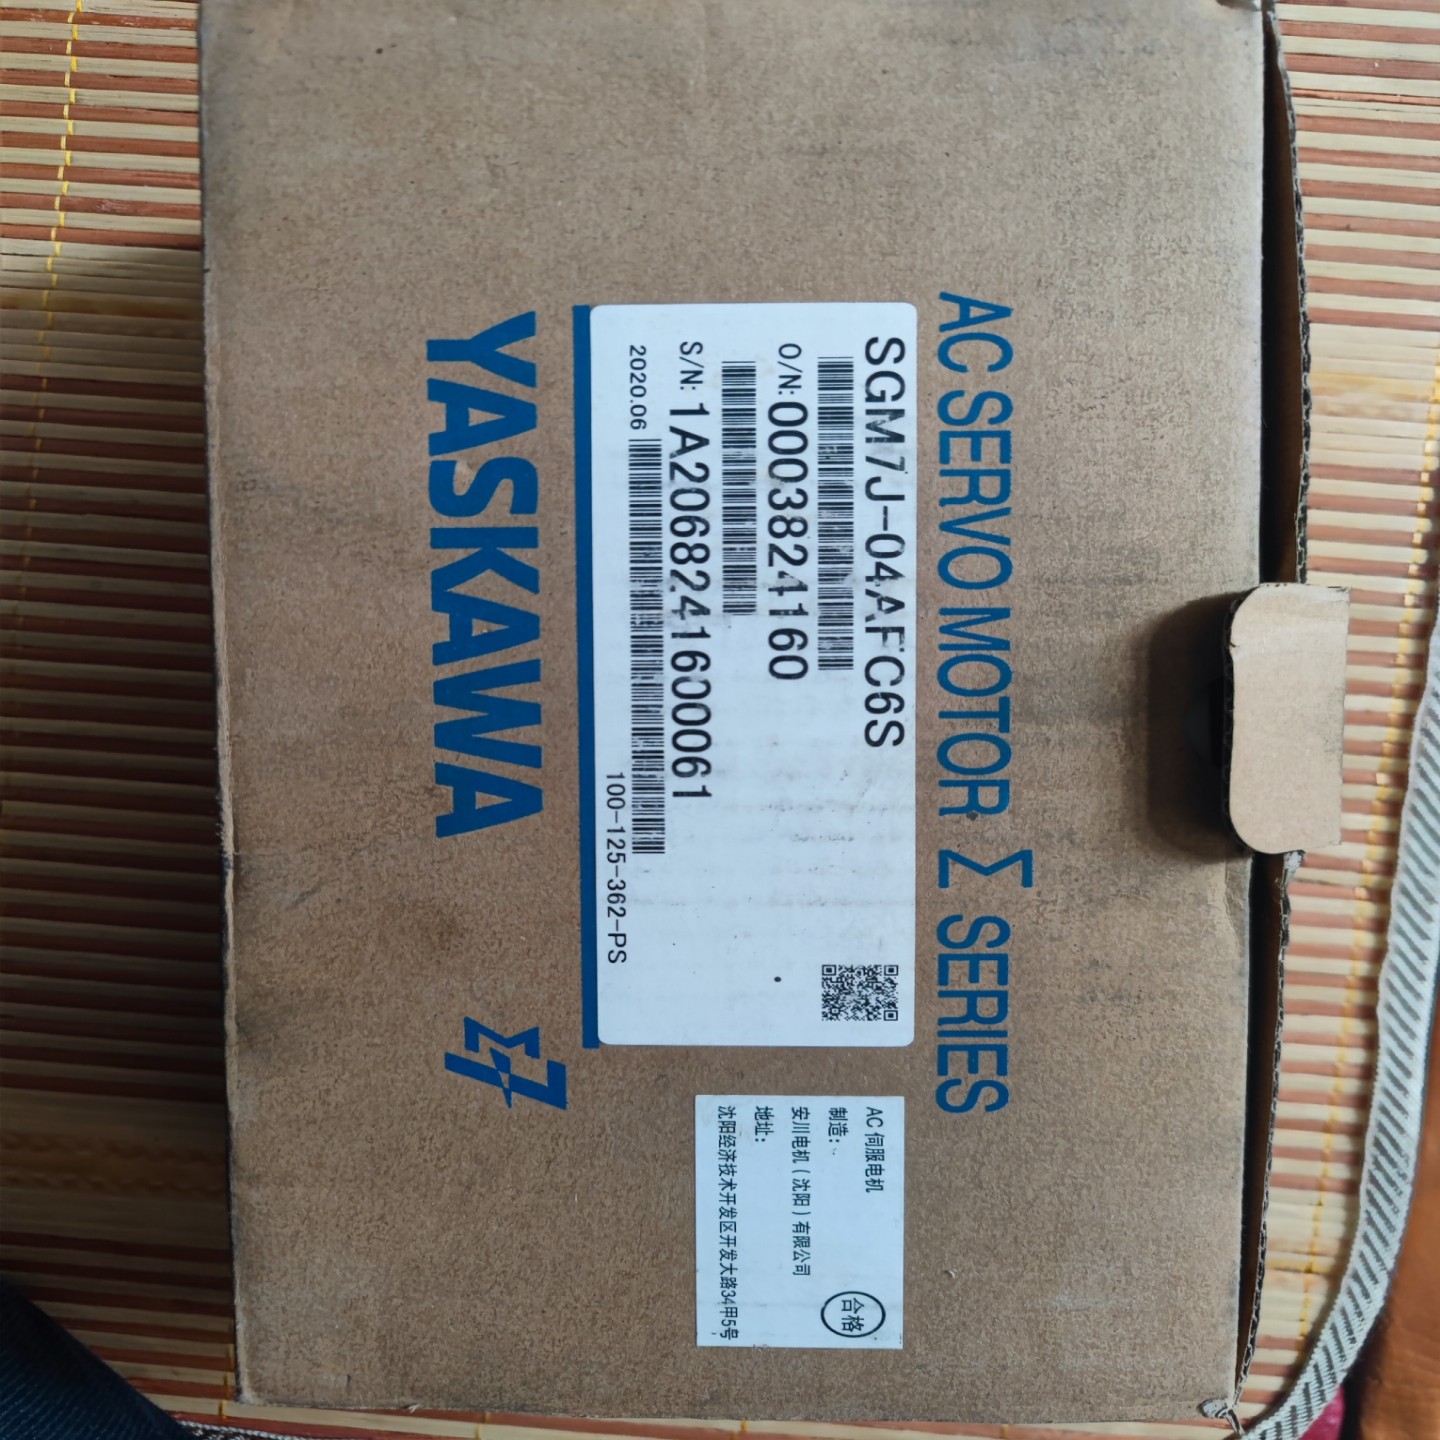 AC SERVO MOTOR Σ SERIES
SGM7J-04AFC6S
O/N:0003824160
S/N:1A2068241600061
2020.06
100-125-362-PS
YASKAWA
AC 伺服电机
制造：
安川电机（沈阳）有限公司
地址：
沈阳经济技术开发区开发大路34甲5号
合格